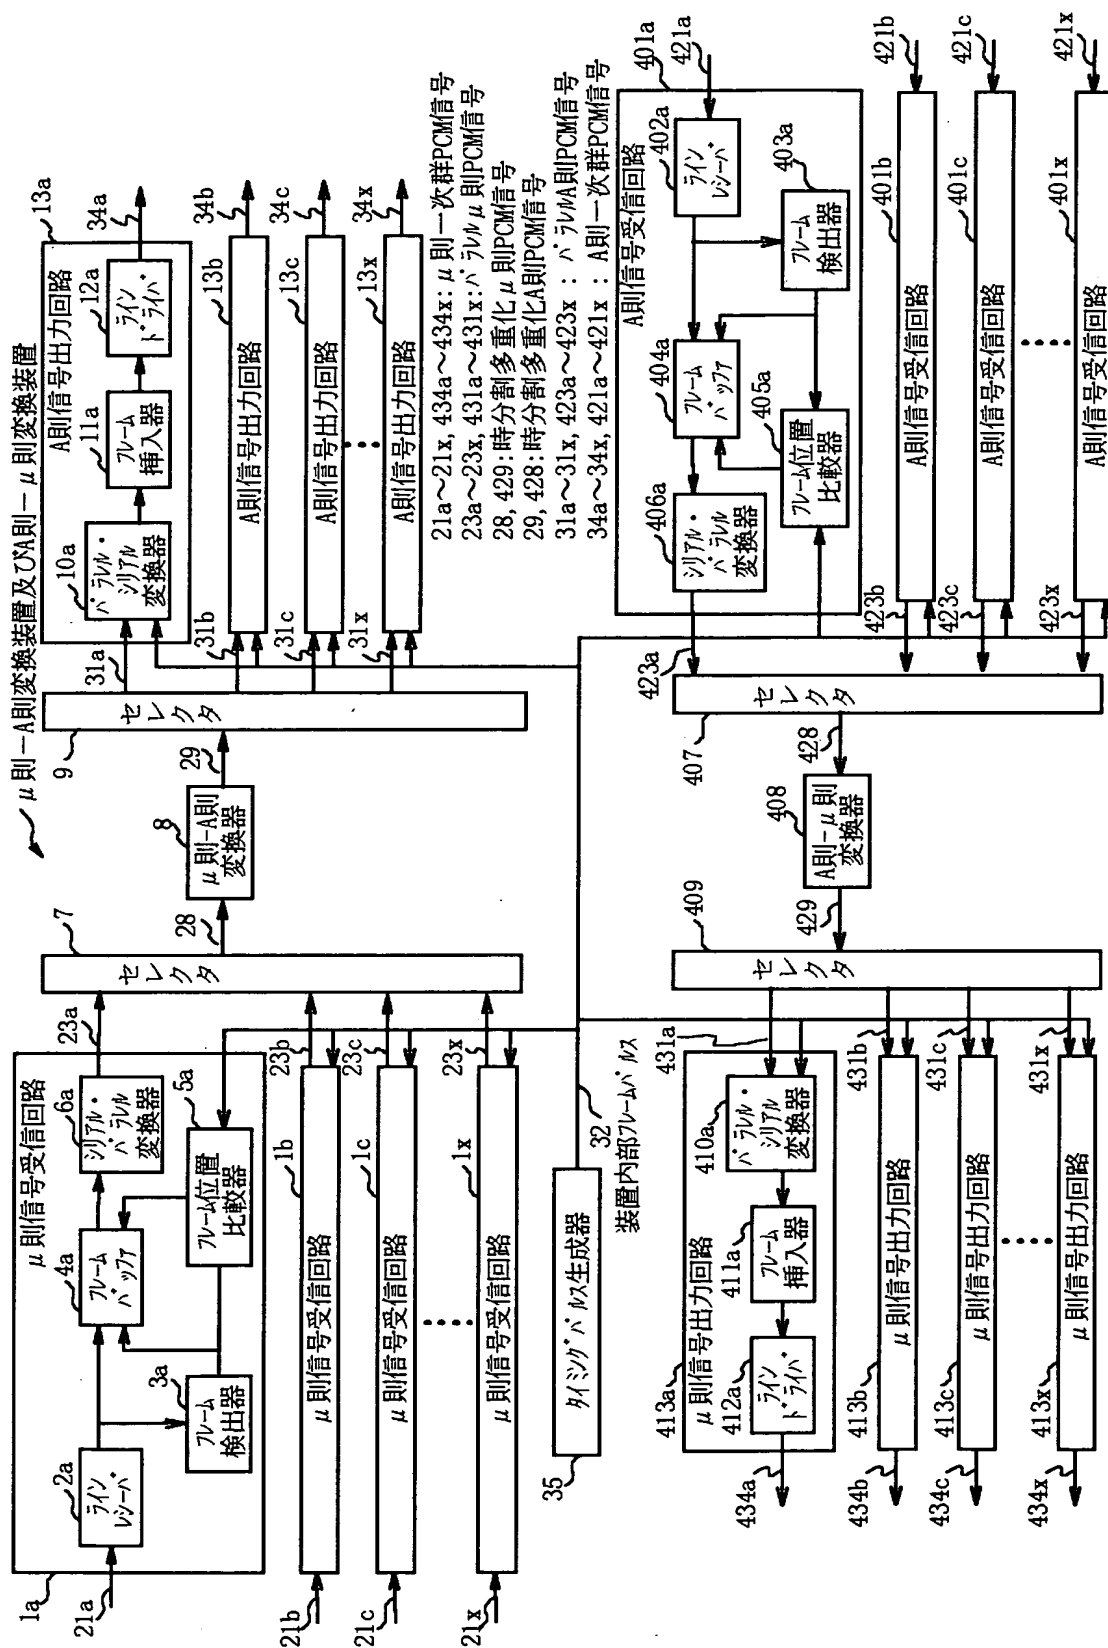 μ則－A則変換装置及びA則－μ則変換装置
μ則信号受信回路
1a
21a
2a
ライン
レシーバ
3a
フレーム
検出器
4a
フレーム
バッファ
5a
フレーム位置
比較器
6a
シリアル・
パラレル
変換器
23a
21b
1b
μ則信号受信回路
23b
21c
1c
μ則信号受信回路
23c
21x
1x
μ則信号受信回路
23x
7
セレクタ
28
8
μ則-A則
変換器
29
9
セレクタ
31a
A則信号出力回路
13a
10a
パラレル・
シリアル
変換器
11a
フレーム
挿入器
12a
ライン
ドライバ
34a
31b
13b
A則信号出力回路
34b
31c
13c
A則信号出力回路
34c
31x
13x
A則信号出力回路
34x
21a～21x,434a～434x:μ則一次群PCM信号
23a～23x,431a～431x:パラレルμ則PCM信号
28,429:時分割多重化μ則PCM信号
29,428:時分割多重化A則PCM信号
31a～31x,423a～423x:パラレルA則PCM信号
34a～34x,421a～421x:A則一次群PCM信号
35
タイミングパルス生成器
32
装置内部フレームパルス
μ則信号出力回路
413a
434a
412a
ライン
ドライバ
411a
フレーム
挿入器
410a
パラレル・
シリアル
変換器
431a
434b
413b
μ則信号出力回路
431b
434c
413c
μ則信号出力回路
431c
434x
413x
μ則信号出力回路
431x
409
セレクタ
429
408
A則-μ則
変換器
428
407
セレクタ
423a
A則信号受信回路
401a
421a
406a
シリアル・
パラレル
変換器
404a
フレーム
バッファ
405a
フレーム位置
比較器
402a
ライン
レシーバ
403a
フレーム
検出器
423b
401b
A則信号受信回路
421b
423c
401c
A則信号受信回路
421c
423x
401x
A則信号受信回路
421x